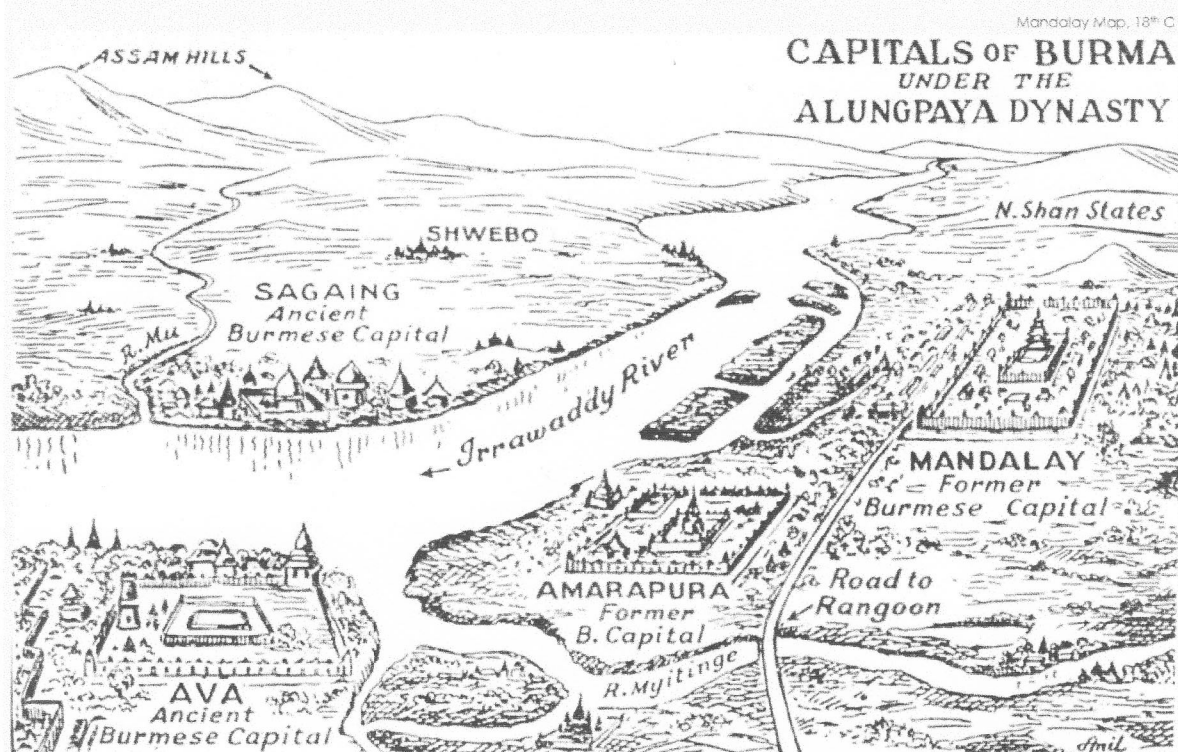 Mandalay Map, 18th C
CAPITALS OF BURMA
UNDER THE
ALUNGPAYA DYNASTY
ASSAM HILLS
N. Shan States
SHWEBO
SAGAING
Ancient
Burmese Capital
R. Mu
Irrawaddy River
MANDALAY
Former
Burmese Capital
AMARAPURA
Former
B. Capital
Road to
Rangoon
R. Myitinge
AVA
Ancient
Burmese Capital